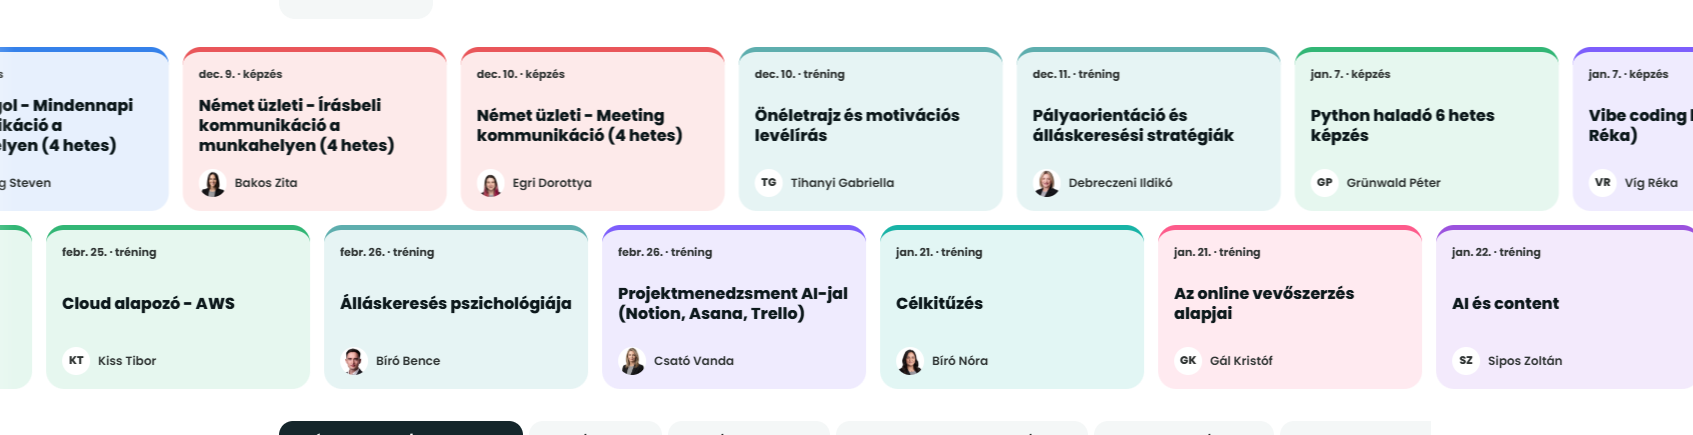 dec. 9. · képzés
dec. 10. · képzés
dec. 10. · tréning
dec. 11. · tréning
jan. 7. · képzés
jan. 7. · képzés
- Mindennapi
a
(4 hetes)
Steven
Német üzleti - Írásbeli
kommunikáció a
munkahelyen (4 hetes)
Bakos Zita
Német üzleti - Meeting
kommunikáció (4 hetes)
Egri Dorottya
Önéletrajz és motivációs
levélírás
TG Tihanyi Gabriella
Pályaorientáció és
álláskeresési stratégiák
Debreczeni Ildikó
Python haladó 6 hetes
képzés
GP Grünwald Péter
Vibe coding
Réka)
VR Víg Réka
febr. 25. · tréning
Cloud alapozó - AWS
KT Kiss Tibor
febr. 26. · tréning
Álláskeresés pszichológiája
Bíró Bence
febr. 26. · tréning
Projektmenedzsment AI-jal
(Notion, Asana, Trello)
Csató Vanda
jan. 21. · tréning
Célkitűzés
Bíró Nóra
jan. 21. · tréning
Az online vevőszerzés
alapjai
GK Gál Kristóf
jan. 22. · tréning
AI és content
SZ Sipos Zoltán